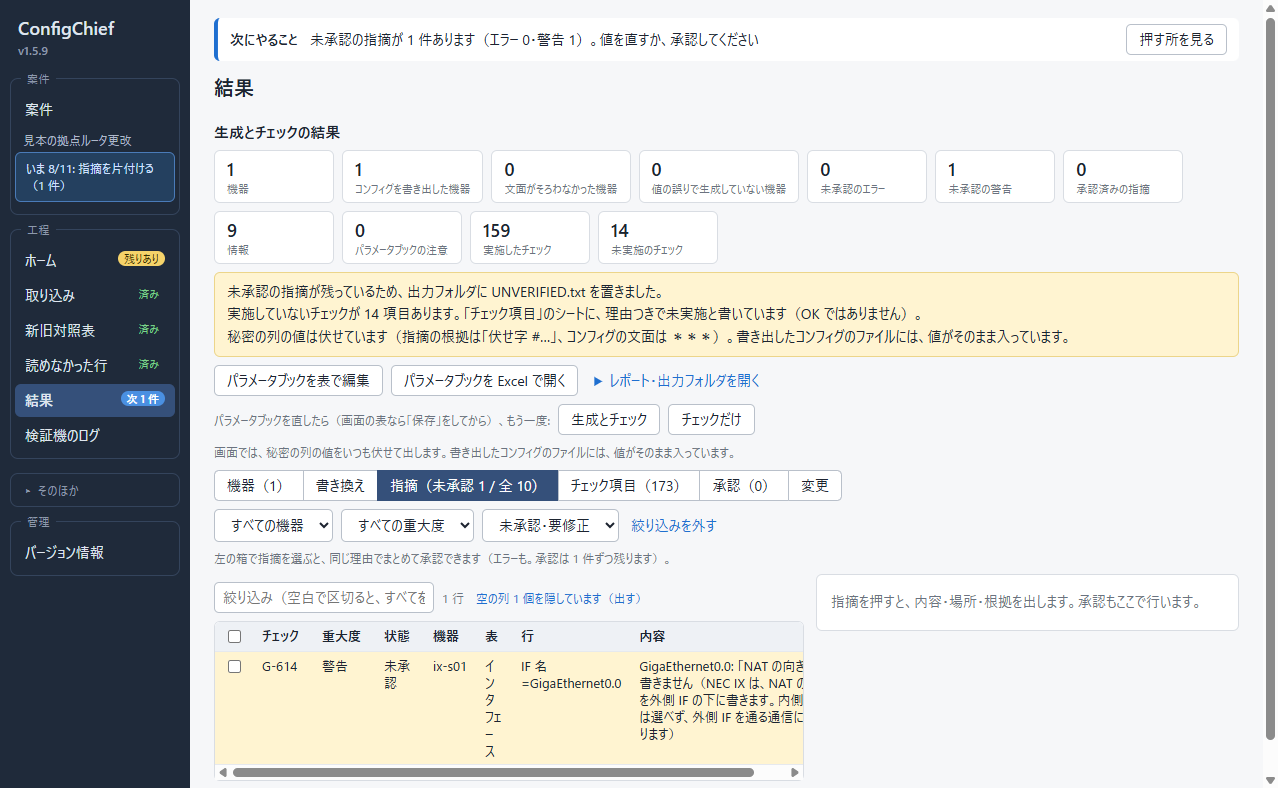 ConfigChief
v1.5.9
案件
案件
見本の拠点ルータ更改
いま 8/11: 指摘を片付ける
（1 件）
工程
ホーム 残りあり
取り込み 済み
新旧対照表 済み
読めなかった行 済み
結果 次 1 件
検証機のログ
▸ そのほか
管理
バージョン情報
次にやること 未承認の指摘が 1 件あります（エラー 0・警告 1）。値を直すか、承認してください 押す所を見る
結果
生成とチェックの結果
1
機器
1
コンフィグを書き出した機器
0
文面がそろわなかった機器
0
値の誤りで生成していない機器
0
未承認のエラー
1
未承認の警告
0
承認済みの指摘
9
情報
0
パラメータブックの注意
159
実施したチェック
14
未実施のチェック
未承認の指摘が残っているため、出力フォルダに UNVERIFIED.txt を置きました。
実施していないチェックが 14 項目あります。「チェック項目」のシートに、理由つきで未実施と書いています（OK ではありません）。
秘密の列の値は伏せています（指摘の根拠は「伏せ字 #…」、コンフィグの文面は ＊＊＊）。書き出したコンフィグのファイルには、値がそのまま入っています。
パラメータブックを表で編集 パラメータブックを Excel で開く ▶ レポート・出力フォルダを開く
パラメータブックを直したら（画面の表なら「保存」をしてから）、もう一度: 生成とチェック チェックだけ
画面では、秘密の列の値をいつも伏せて出します。書き出したコンフィグのファイルには、値がそのまま入っています。
機器（1） 書き換え 指摘（未承認 1 / 全 10） チェック項目（173） 承認（0） 変更
すべての機器 すべての重大度 未承認・要修正 絞り込みを外す
左の箱で指摘を選ぶと、同じ理由でまとめて承認できます（エラーも。承認は 1 件ずつ残ります）。
絞り込み（空白で区切ると、すべてを 1 行 空の列 1 個を隠しています（出す）
指摘を押すと、内容・場所・根拠を出します。承認もここで行います。
チェック 重大度 状態 機器 表 行 内容
G-614 警告 未承認 ix-s01 インタフェース IF 名=GigaEthernet0.0
GigaEthernet0.0: 「NAT の向き
書きません（NEC IX は、NAT の
を外側 IF の下に書きます。内側
は選べず、外側 IF を通る通信に
ります）